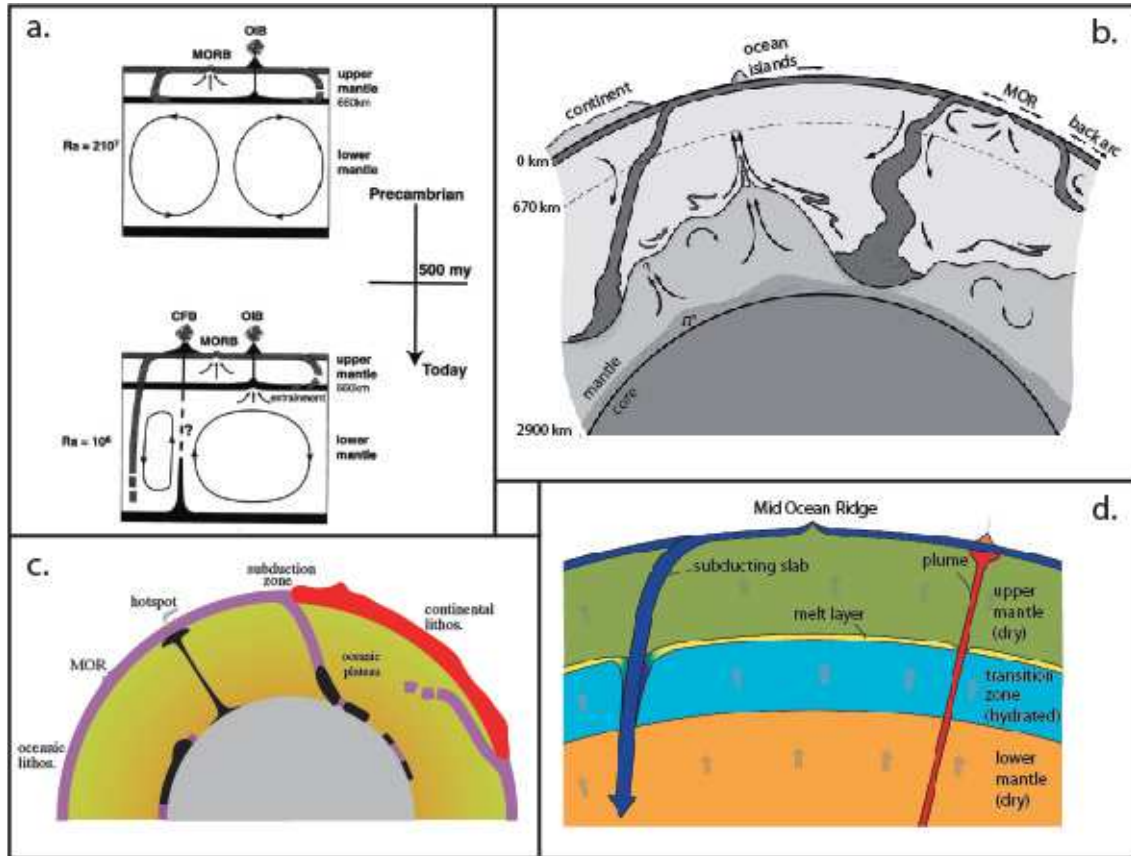 a.
OIB
MORB
upper
mantle
660km
Ra = 210⁷
lower
mantle
Precambrian
500 my
Today
CFB
OIB
MORB
upper
mantle
660km
entrainment
!?
Ra = 10⁶
lower
mantle
b.
ocean
islands
continent
MOR
back arc
0 km
670 km
mantle
core
2900 km
c.
subduction
zone
hotspot
continental
lithos.
MOR
oceanic
plateau
oceanic
lithos.
d.
Mid Ocean Ridge
subducting slab
plume
upper
mantle
(dry)
melt layer
transition
zone
(hydrated)
lower
mantle
(dry)